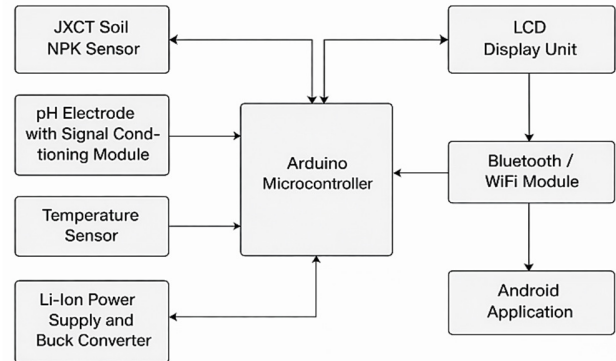 JXCT Soil
NPK Sensor
LCD
Display Unit
pH Electrode
with Signal Cond-
tioning Module
Arduino
Microcontroller
Bluetooth /
WiFi Module
Temperature
Sensor
Li-Ion Power
Supply and
Buck Converter
Android
Application